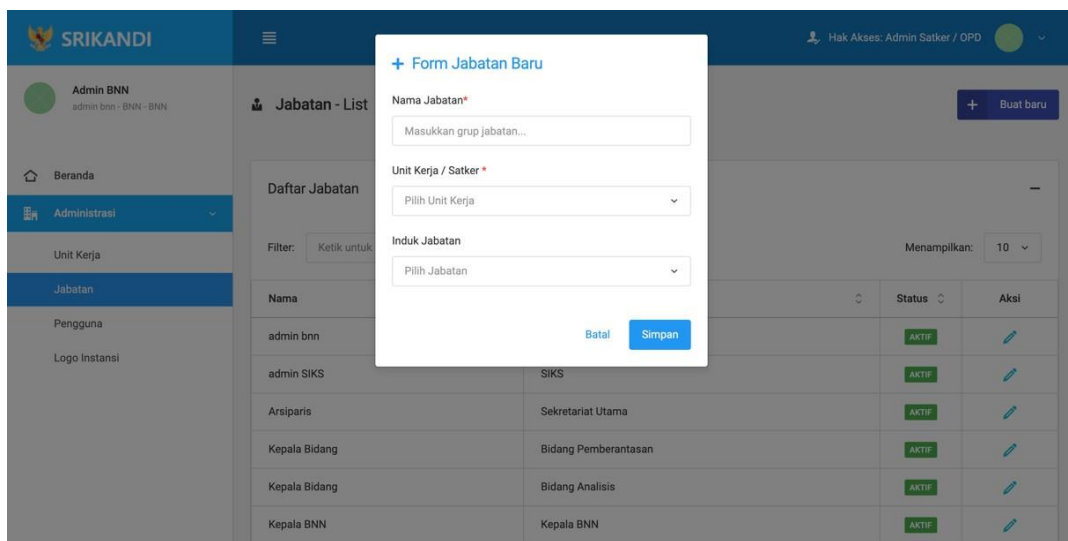 SRIKANDI
Hak Akses: Admin Satker / OPD
Admin BNN
admin bnn - BNN - BNN
Beranda
Administrasi
Unit Kerja
Jabatan
Pengguna
Logo Instansi
Jabatan - List
+ Buat baru
Daftar Jabatan
Filter: Ketik untuk
Menampilkan: 10
Nama Status Aksi
admin bnn AKTIF
admin SIKS SIKS AKTIF
Arsiparis Sekretariat Utama AKTIF
Kepala Bidang Bidang Pemberantasan AKTIF
Kepala Bidang Bidang Analisis AKTIF
Kepala BNN Kepala BNN AKTIF
+ Form Jabatan Baru
Nama Jabatan*
Masukkan grup jabatan...
Unit Kerja / Satker *
Pilih Unit Kerja
Induk Jabatan
Pilih Jabatan
Batal Simpan